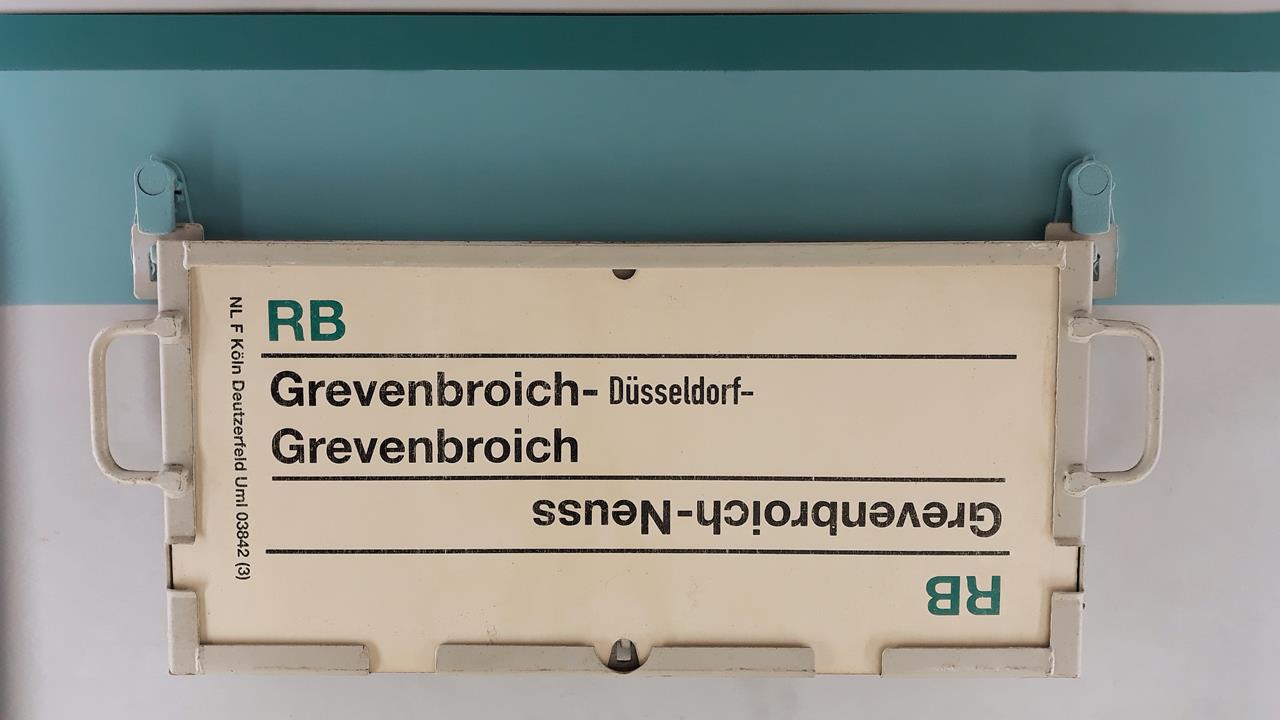 RB
Grevenbroich- Düsseldorf-
Grevenbroich
Grevenbroich-Neuss
RB
NL F Köln Deutzerfeld Uml 03842 (3)